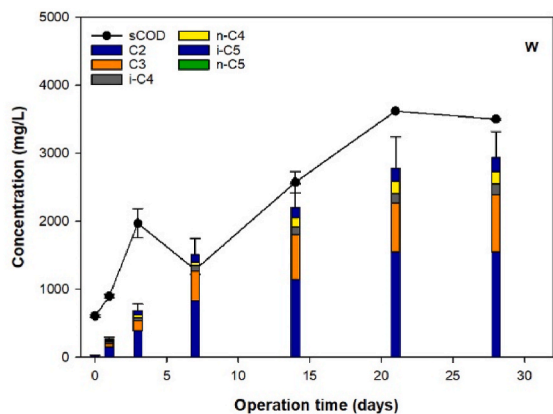 5000
4000
3000
2000
1000
0
Concentration (mg/L)
sCOD
C2
C3
i-C4
n-C4
i-C5
n-C5
W
0 5 10 15 20 25 30
Operation time (days)